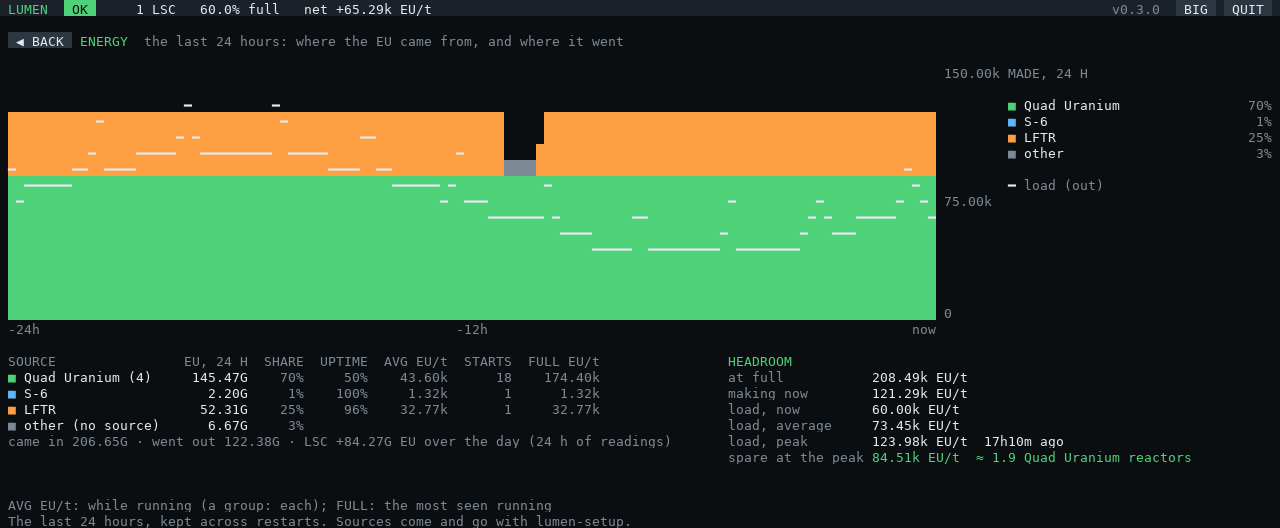 LUMEN OK 1 LSC 60.0% full net +65.29k EU/t v0.3.0 BIG QUIT
◀ BACK ENERGY the last 24 hours: where the EU came from, and where it went
150.00k MADE, 24 H
Quad Uranium 70%
S-6 1%
LFTR 25%
other 3%
load (out)
75.00k
0
-24h -12h now
SOURCE EU, 24 H SHARE UPTIME AVG EU/t STARTS FULL EU/t HEADROOM
Quad Uranium (4) 145.47G 70% 50% 43.60k 18 174.40k at full 208.49k EU/t
S-6 2.20G 1% 100% 1.32k 1 1.32k making now 121.29k EU/t
LFTR 52.31G 25% 96% 32.77k 1 32.77k load, now 60.00k EU/t
other (no source) 6.67G 3% load, average 73.45k EU/t
came in 206.65G · went out 122.38G · LSC +84.27G EU over the day (24 h of readings) load, peak 123.98k EU/t 17h10m ago
spare at the peak 84.51k EU/t ≈ 1.9 Quad Uranium reactors
AVG EU/t: while running (a group: each); FULL: the most seen running
The last 24 hours, kept across restarts. Sources come and go with lumen-setup.